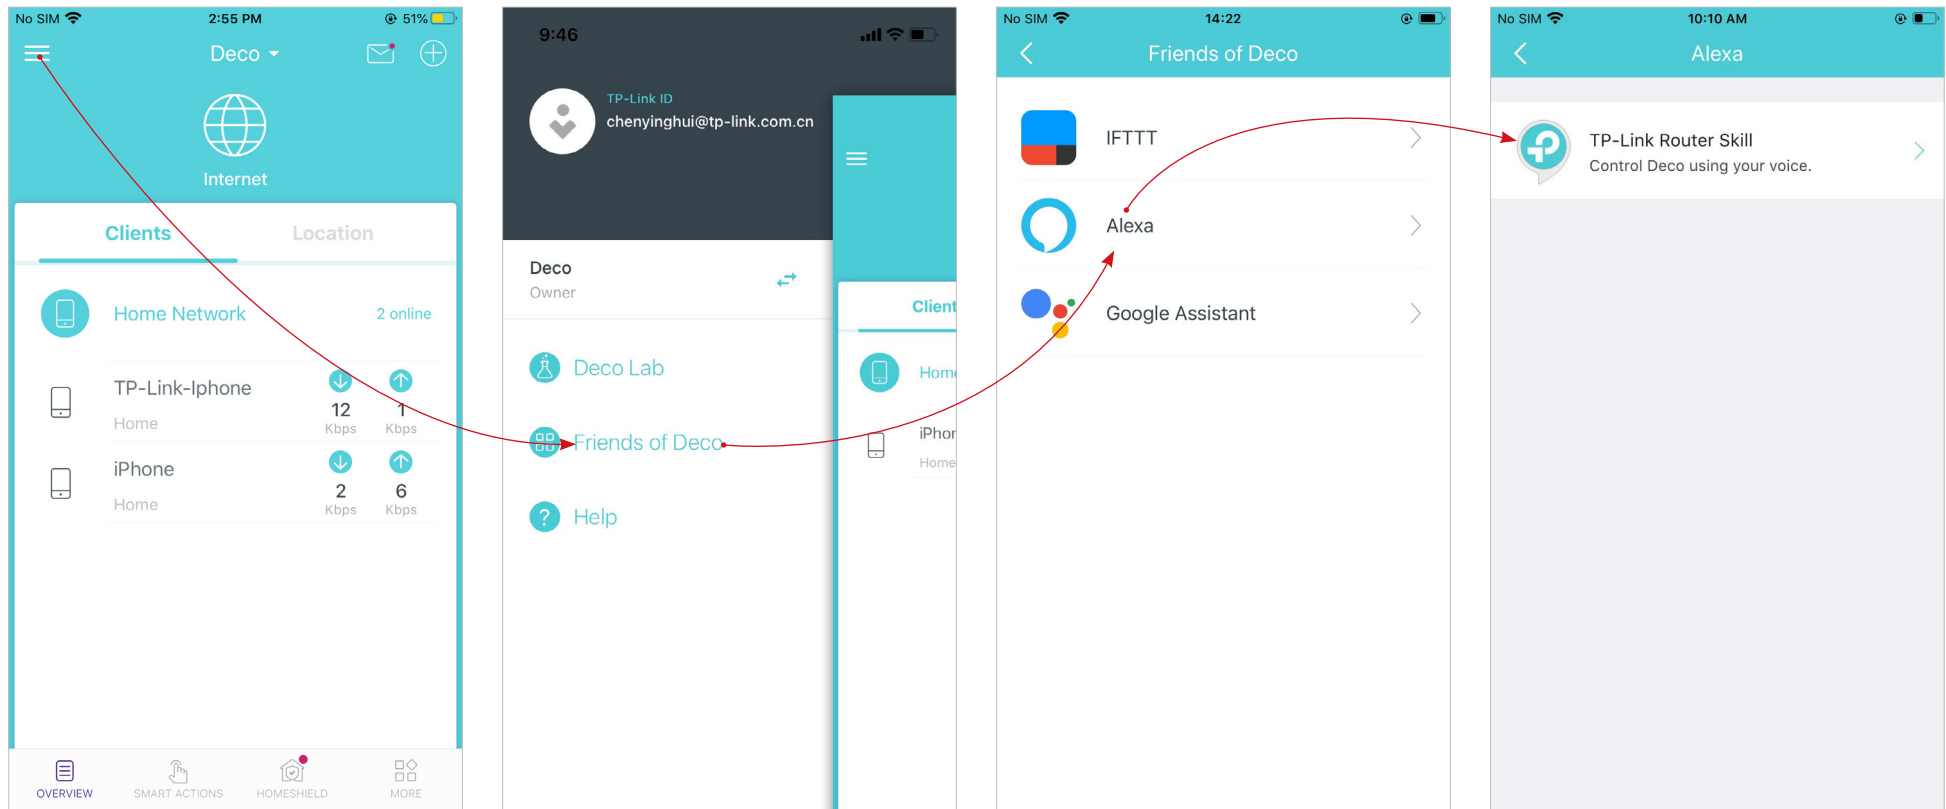 No SIM
2:55 PM
51%
Deco
Internet
Clients
Location
Home Network
2 online
TP-Link-Iphone
Home
12
Kbps
1
Kbps
iPhone
Home
2
Kbps
6
Kbps
OVERVIEW
SMART ACTIONS
HOMESHIELD
MORE
9:46
TP-Link ID
chenyinghui@tp-link.com.cn
Deco
Owner
Deco Lab
Friends of Deco
? Help
Client
Home
iPhor
Home
No SIM
14:22
Friends of Deco
IFTTT
Alexa
Google Assistant
No SIM
10:10 AM
Alexa
TP-Link Router Skill
Control Deco using your voice.